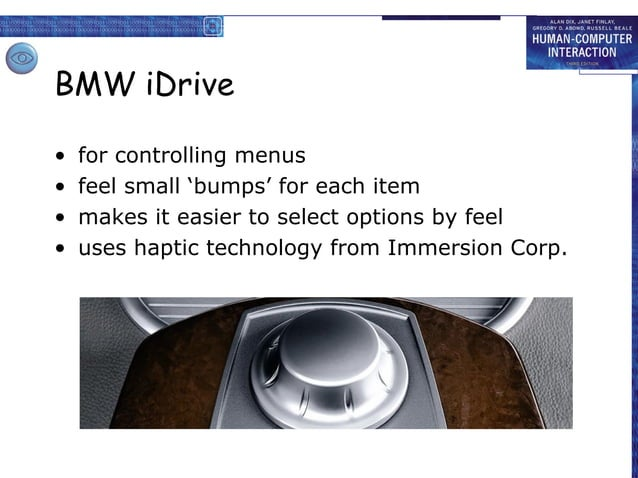 ALAN DIX, JANET FINLAY,
GREGORY D. ABOWD, RUSSELL BEALE
HUMAN-COMPUTER
INTERACTION
THIRD EDITION
BMW iDrive
• for controlling menus
• feel small ‘bumps’ for each item
• makes it easier to select options by feel
• uses haptic technology from Immersion Corp.